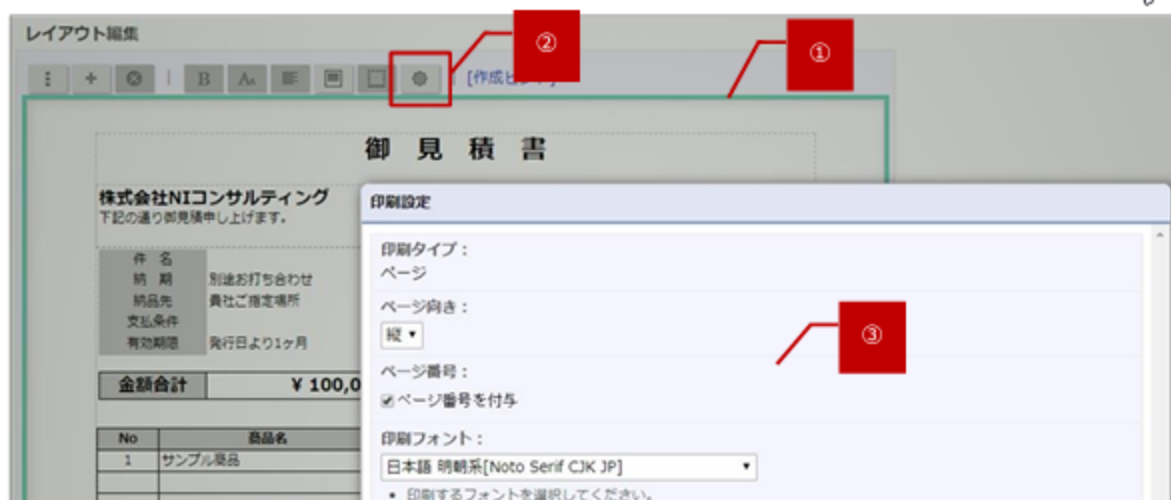 レイアウト編集
②
①
B
[作成ヒ
御 見 積 書
株式会社NIコンサルティング
下記の通り御見積申し上げます。
件 名
納 期 別途お打ち合わせ
納品先 貴社ご指定場所
支払条件
有効期限 発行日より1ヶ月
金額合計 ¥ 100,0
No 商品名
1 サンプル商品
印刷設定
印刷タイプ:
ページ
ページ向き:
縦
③
ページ番号:
ページ番号を付与
印刷フォント:
日本語 明朝系[Noto Serif CJK JP]
• 印刷するフォントを選択してください。